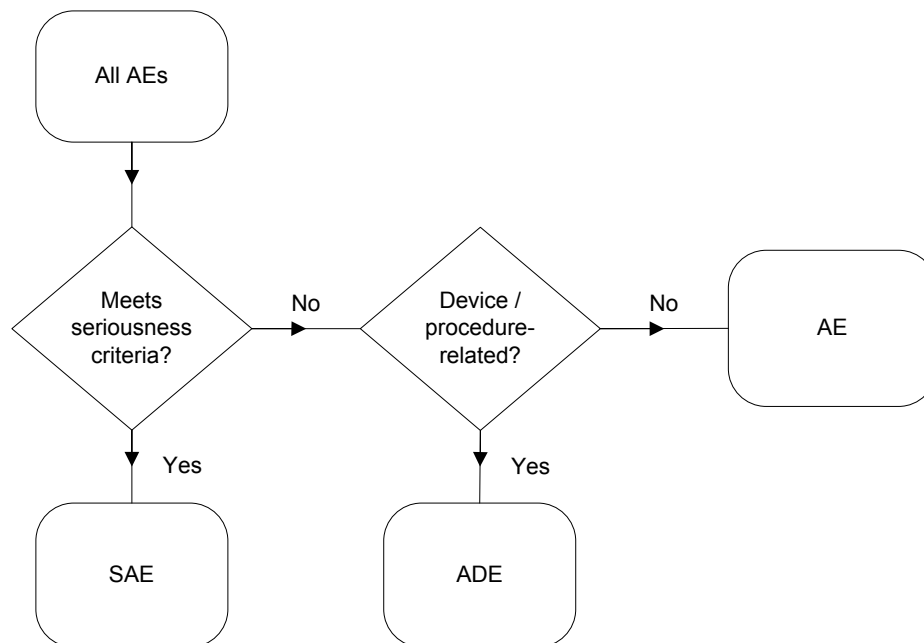 All AEs
Meets
seriousness
criteria?
No
Device /
procedure-
related?
No
AE
Yes
Yes
SAE
ADE